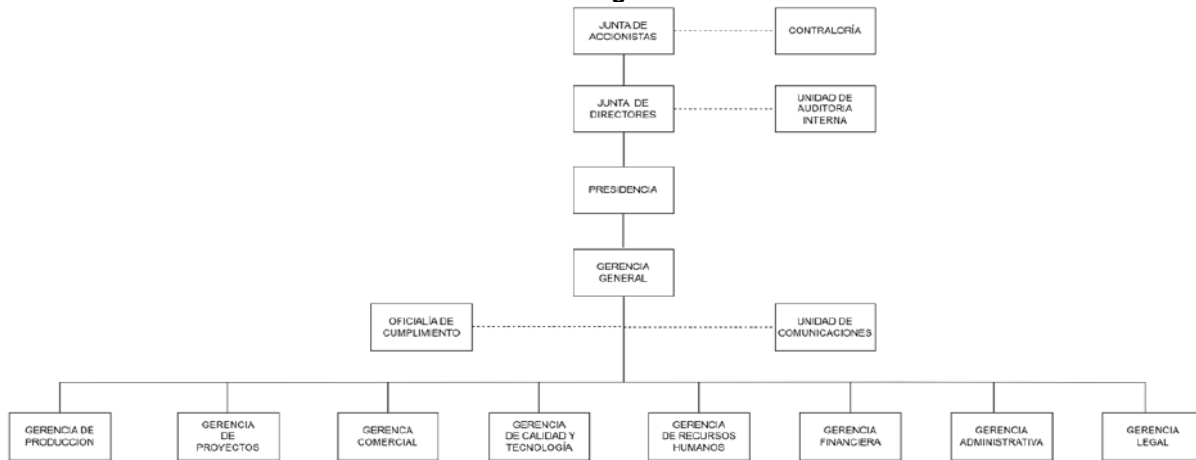 JUNTA DE
ACCIONISTAS
CONTRALORÍA
JUNTA DE
DIRECTORES
UNIDAD DE
AUDITORIA
INTERNA
PRESIDENCIA
GERENCIA
GENERAL
OFICIALÍA DE
CUMPLIMIENTO
UNIDAD DE
COMUNICACIONES
GERENCIA DE
PRODUCCION
GERENCIA
DE
PROYECTOS
GERENCA
COMERCIAL
GERENCIA
DE CALIDAD Y
TECNOLOGÍA
GERENCIA
DE RECURSOS
HUMANOS
GERENCIA
FINANCIERA
GERENCIA
ADMINISTRATIVA
GERENCIA
LEGAL